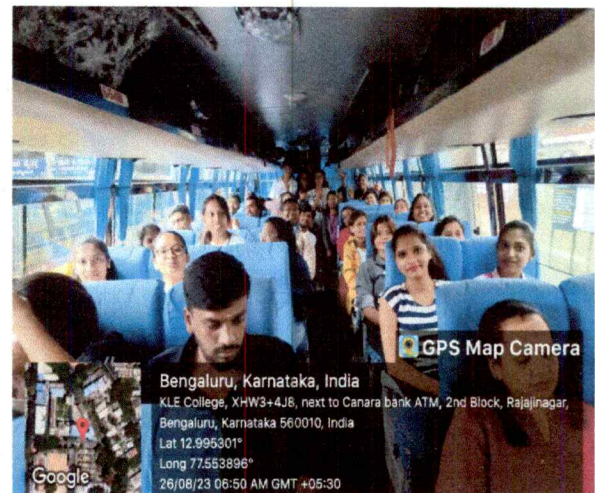 GPS Map Camera
Bengaluru, Karnataka, India
KLE College, XHW3+4J8, next to Canara bank ATM, 2nd Block, Rajajinagar,
Bengaluru, Karnataka 560010, India
Lat 12.995301°
Long 77.553896°
26/08/23 06:50 AM GMT +05:30
Google